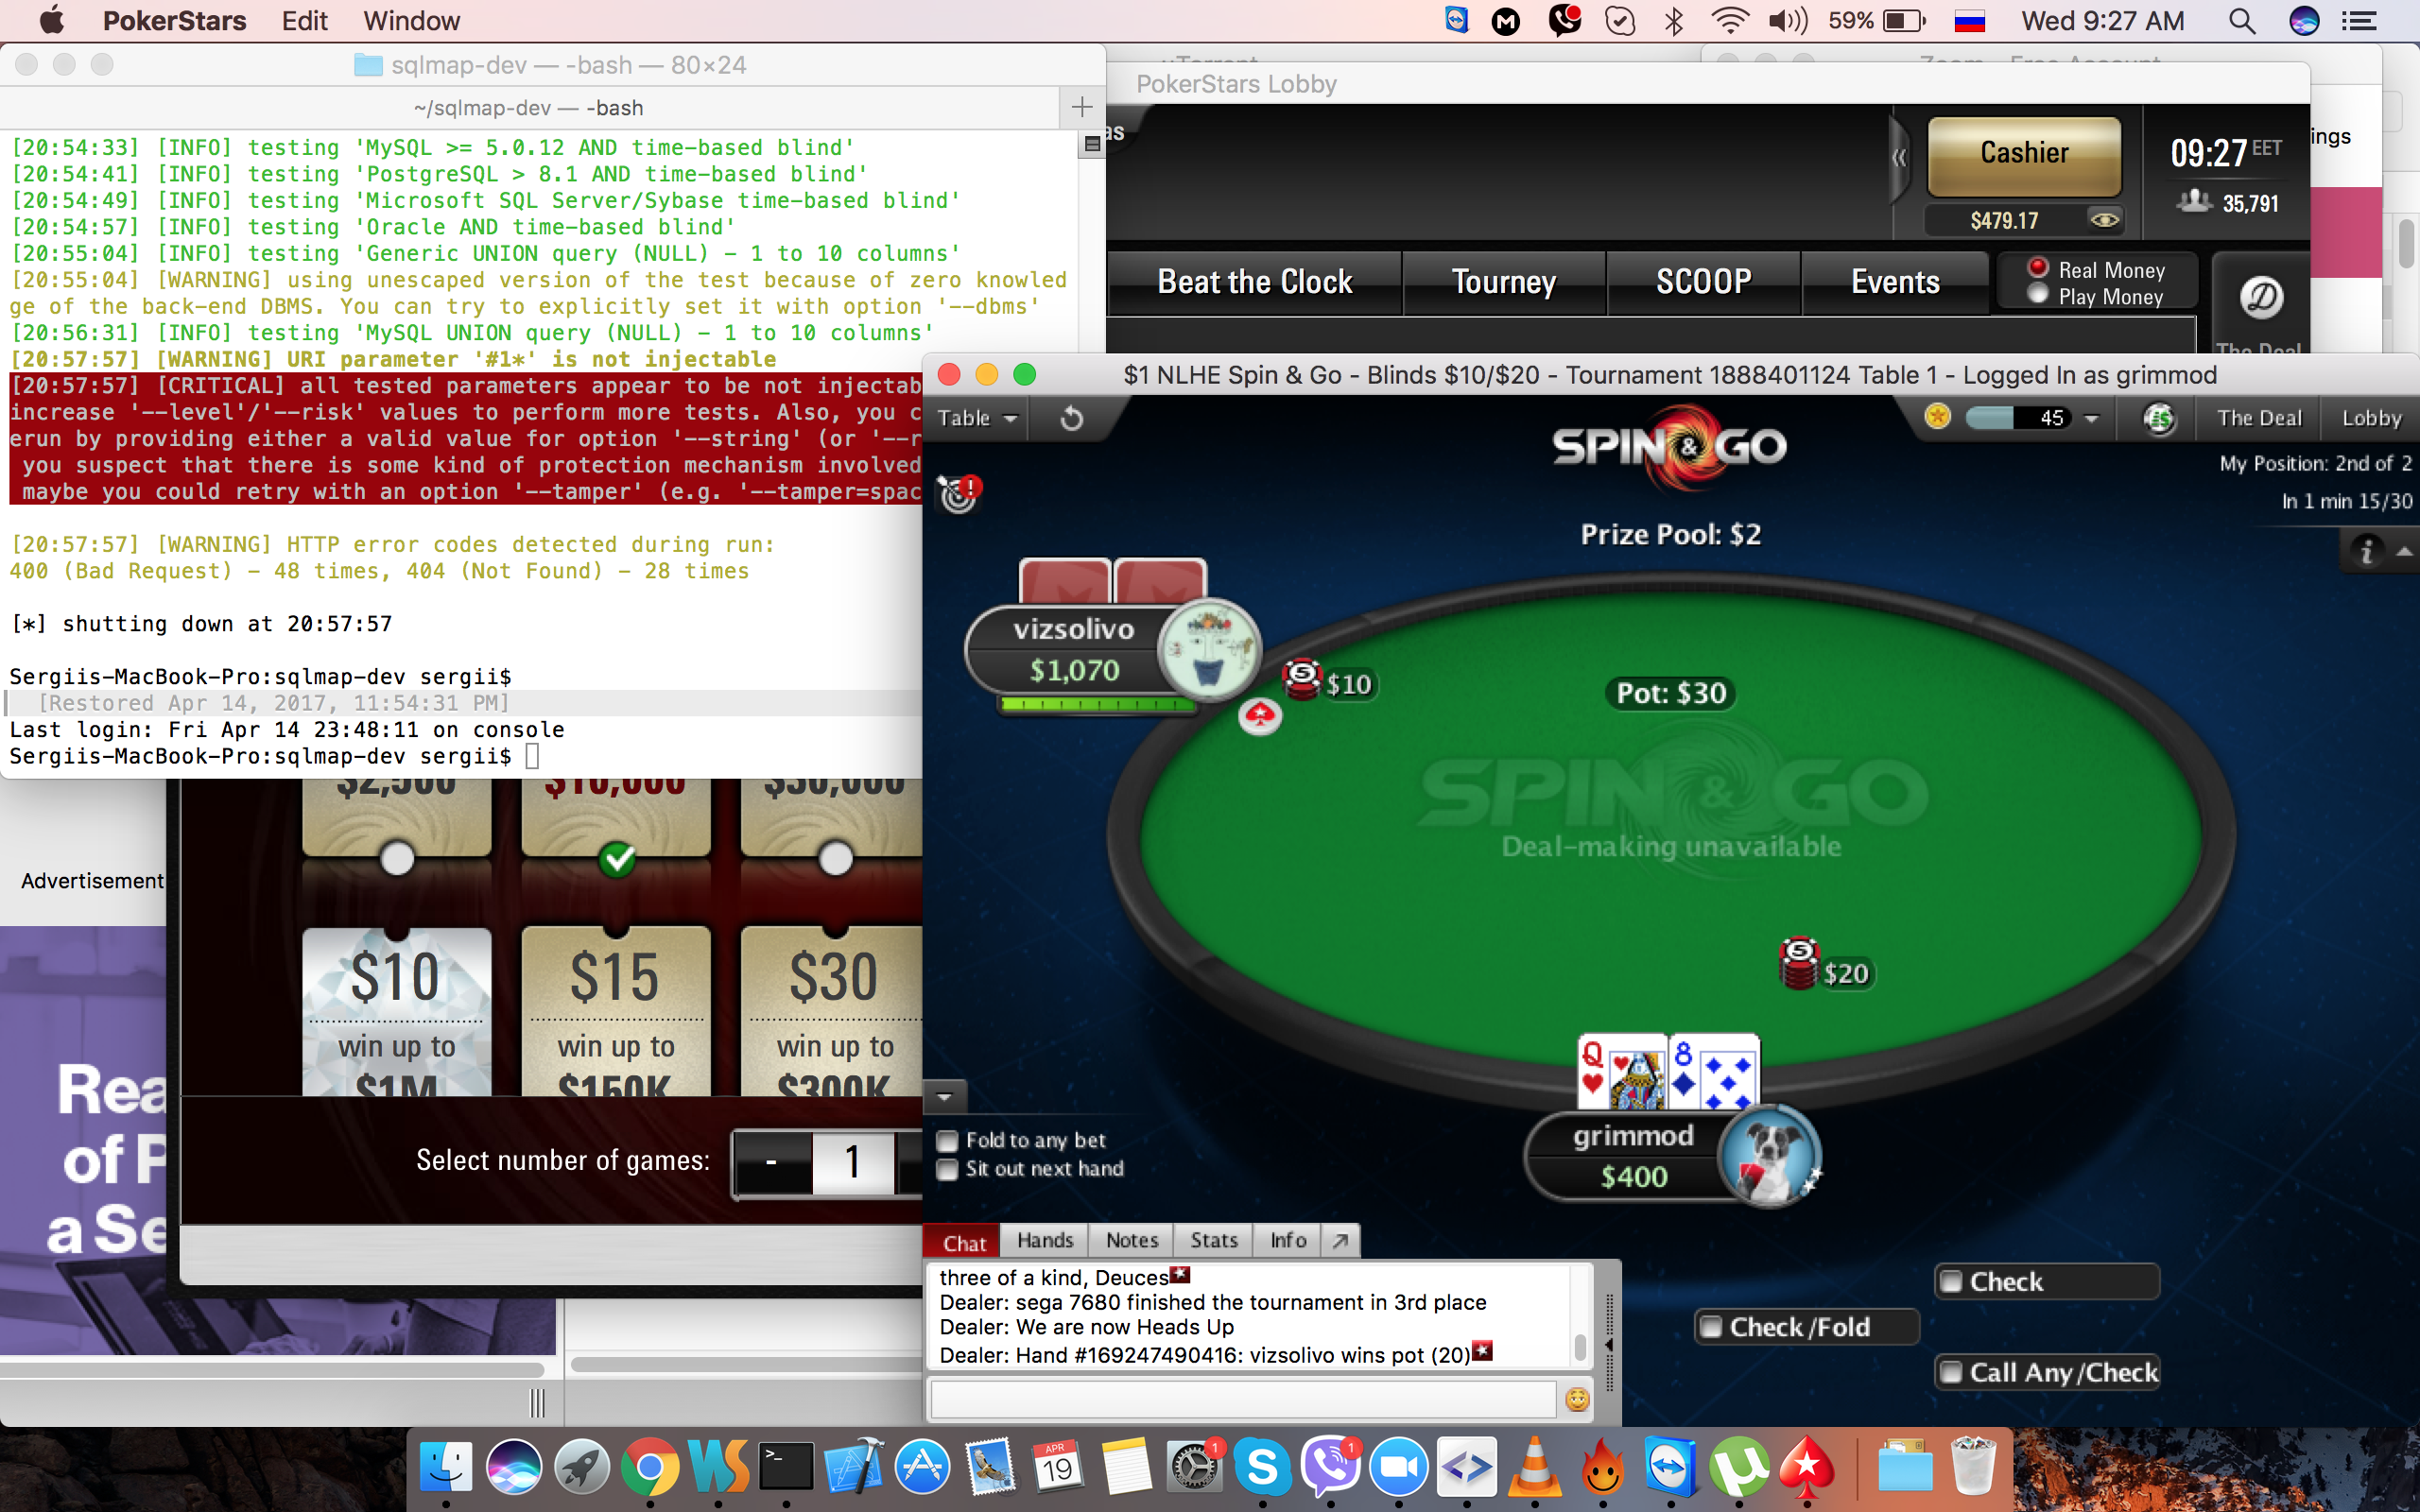 PokerStars Edit Window
59% Wed 9:27 AM
sqlmap-dev — -bash — 80×24
~/sqlmap-dev — -bash
[20:54:33] [INFO] testing 'MySQL >= 5.0.12 AND time-based blind'
[20:54:41] [INFO] testing 'PostgreSQL > 8.1 AND time-based blind'
[20:54:49] [INFO] testing 'Microsoft SQL Server/Sybase time-based blind'
[20:54:57] [INFO] testing 'Oracle AND time-based blind'
[20:55:04] [INFO] testing 'Generic UNION query (NULL) - 1 to 10 columns'
[20:55:04] [WARNING] using unescaped version of the test because of zero knowled
ge of the back-end DBMS. You can try to explicitly set it with option '--dbms'
[20:56:31] [INFO] testing 'MySQL UNION query (NULL) - 1 to 10 columns'
[20:57:57] [WARNING] URI parameter '#1*' is not injectable
[20:57:57] [CRITICAL] all tested parameters appear to be not injectab
increase '--level'/'--risk' values to perform more tests. Also, you c
erun by providing either a valid value for option '--string' (or '--r
you suspect that there is some kind of protection mechanism involved
maybe you could retry with an option '--tamper' (e.g. '--tamper=spac
[20:57:57] [WARNING] HTTP error codes detected during run:
400 (Bad Request) - 48 times, 404 (Not Found) - 28 times
[*] shutting down at 20:57:57
Sergiis-MacBook-Pro:sqlmap-dev sergii$
[Restored Apr 14, 2017, 11:54:31 PM]
Last login: Fri Apr 14 23:48:11 on console
Sergiis-MacBook-Pro:sqlmap-dev sergii$
PokerStars Lobby
as
Cashier
$479.17
09:27 EET
35,791
ings
Beat the Clock
Tourney
SCOOP
Events
Real Money
Play Money
The Deal
$1 NLHE Spin & Go - Blinds $10/$20 - Tournament 1888401124 Table 1 - Logged In as grimmod
Table
45
The Deal
Lobby
SPIN & GO
My Position: 2nd of 2
In 1 min 15/30
Prize Pool: $2
vizsolivo
$1,070
5
$10
Pot: $30
SPIN & GO
Deal-making unavailable
5
$20
Q
8
grimmod
$400
Fold to any bet
Sit out next hand
Chat
Hands
Notes
Stats
Info
three of a kind, Deuces
Dealer: sega 7680 finished the tournament in 3rd place
Dealer: We are now Heads Up
Dealer: Hand #169247490416: vizsolivo wins pot (20)
Check
Check/Fold
Call Any/Check
$2,500
$10,000
$30,000
$10
win up to
$1M
$15
win up to
$150K
$30
win up to
$300K
Select number of games:
- 1
Advertisement
Rea
of P
a Se
APR
19
1
1